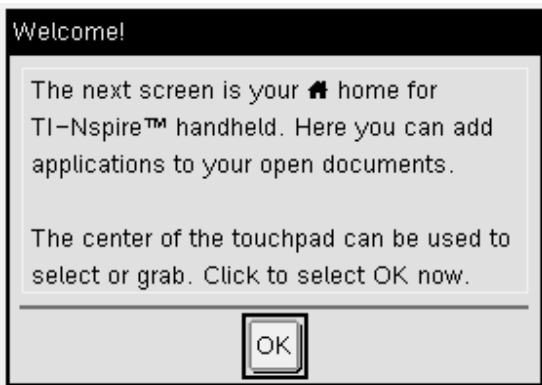 Welcome!
The next screen is your home for
TI-Nspire™ handheld. Here you can add
applications to your open documents.
The center of the touchpad can be used to
select or grab. Click to select OK now.
OK